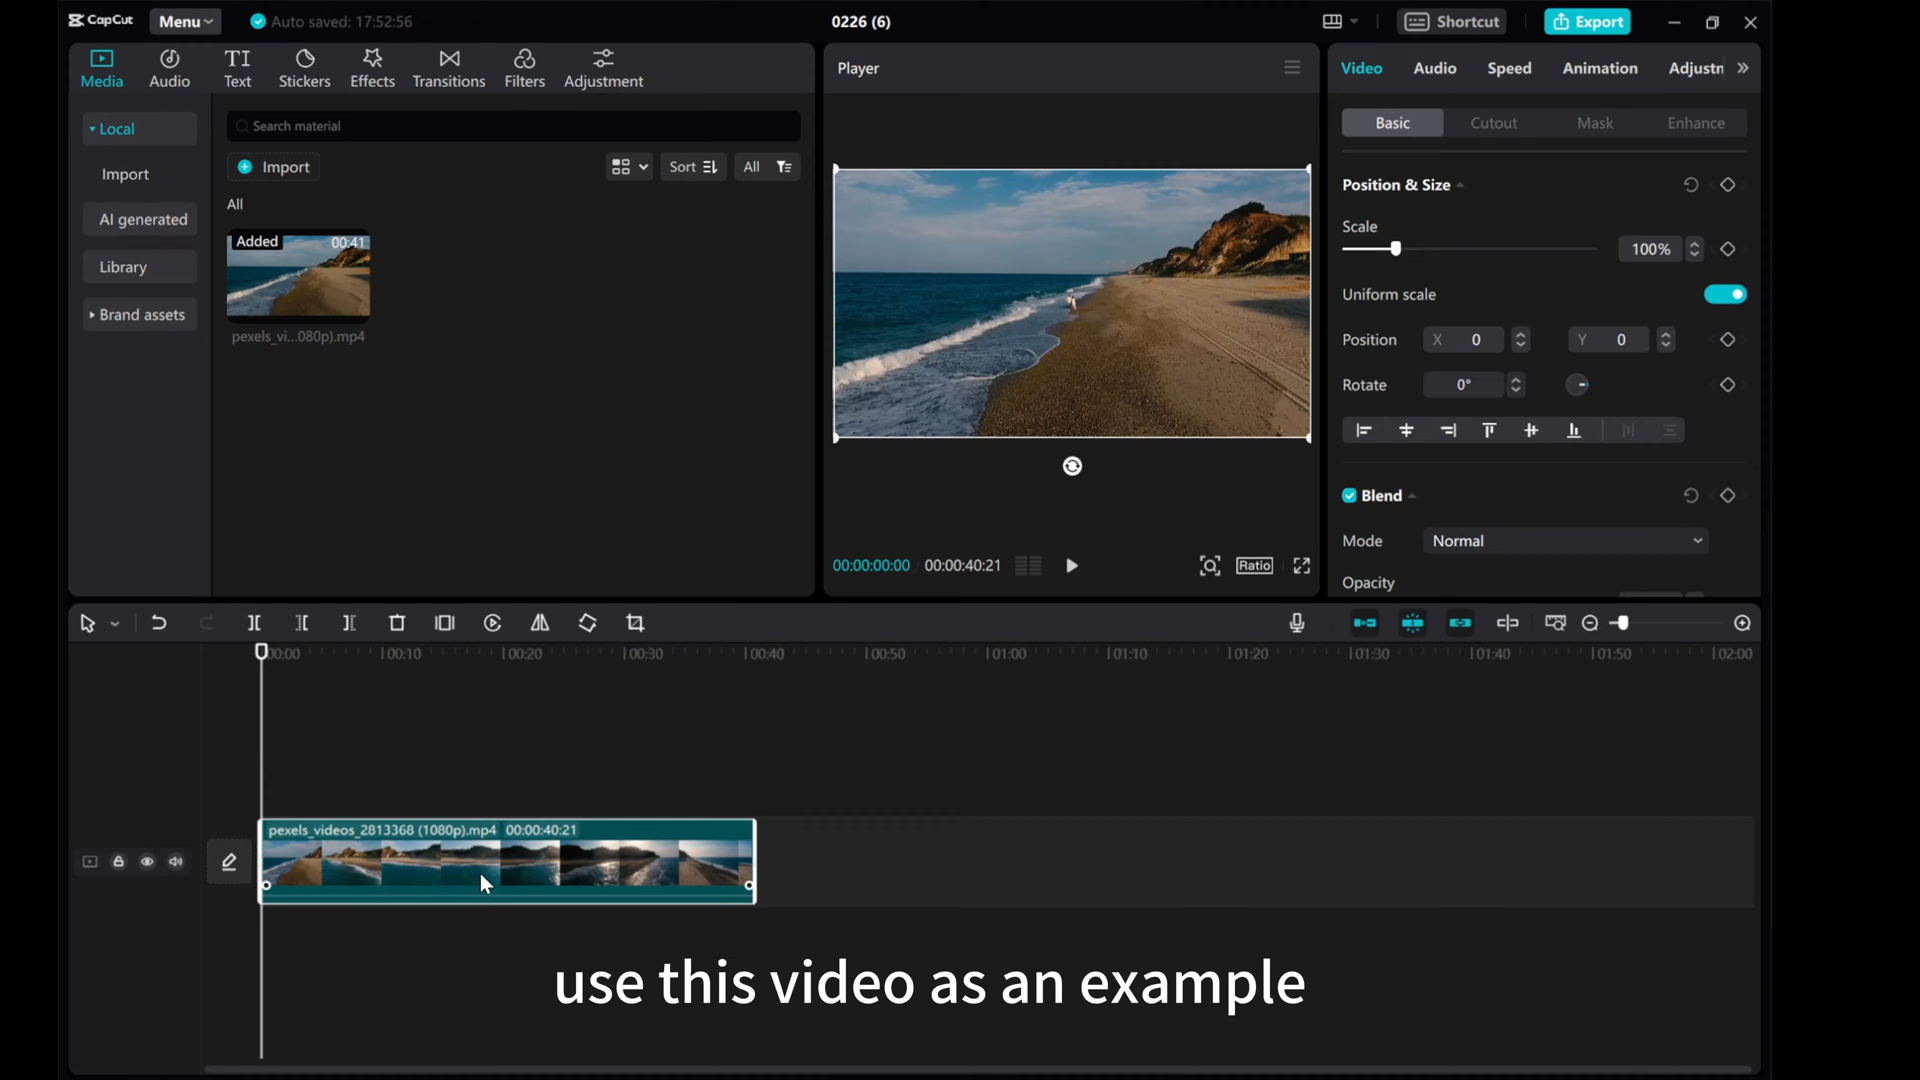 CapCut
Menu
Auto saved: 17:52:56
0226 (6)
Shortcut
Export
Media
Audio
Text
Stickers
Effects
Transitions
Filters
Adjustment
Local
Import
AI generated
Library
Brand assets
Search material
Import
Sort
All
All
Added
00:41
pexels_vi...080p).mp4
Player
00:00:00:00
00:00:40:21
Ratio
Video
Audio
Speed
Animation
Adjustn
Basic
Cutout
Mask
Enhance
Position & Size
Scale
100%
Uniform scale
Position
X 0
Y 0
Rotate
0°
Blend
Mode
Normal
Opacity
00:00
00:10
00:20
00:30
00:40
00:50
01:00
01:10
01:20
01:30
01:40
01:50
02:00
pexels_videos_2813368 (1080p).mp4 00:00:40:21
use this video as an example